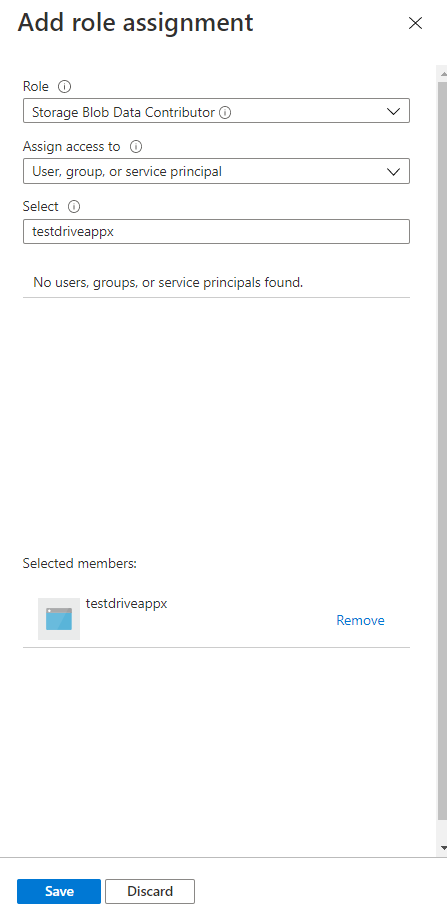 Add role assignment
Role
Storage Blob Data Contributor
Assign access to
User, group, or service principal
Select
testdriveappx
No users, groups, or service principals found.
Selected members:
testdriveappx
Remove
Save Discard